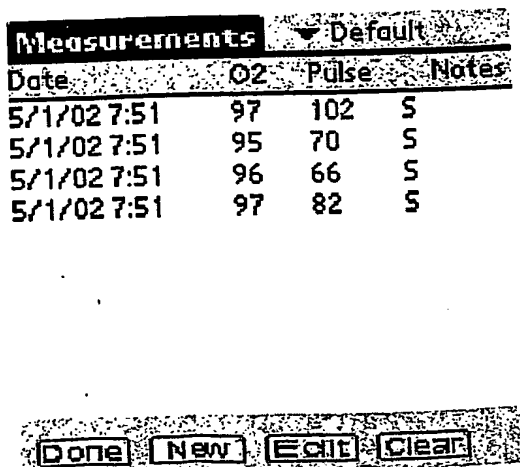 Measurements Default
Date O2 Pulse Notes
5/1/02 7:51 97 102 S
5/1/02 7:51 95 70 S
5/1/02 7:51 96 66 S
5/1/02 7:51 97 82 S
Done New Edit Clear